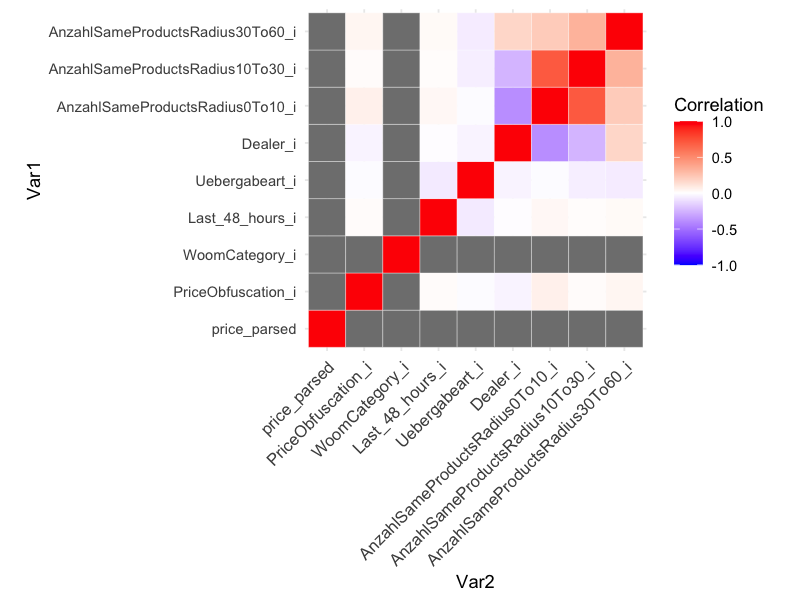 AnzahlSameProductsRadius30To60_i
AnzahlSameProductsRadius10To30_i
AnzahlSameProductsRadius0To10_i
Dealer_i
Uebergabeart_i
Last_48_hours_i
WoomCategory_i
PriceObfuscation_i
price_parsed
Var1
price_parsed
PriceObfuscation_i
WoomCategory_i
Last_48_hours_i
Uebergabeart_i
Dealer_i
AnzahlSameProductsRadius0To10_i
AnzahlSameProductsRadius10To30_i
AnzahlSameProductsRadius30To60_i
Var2
Correlation
1.0
0.5
0.0
-0.5
-1.0